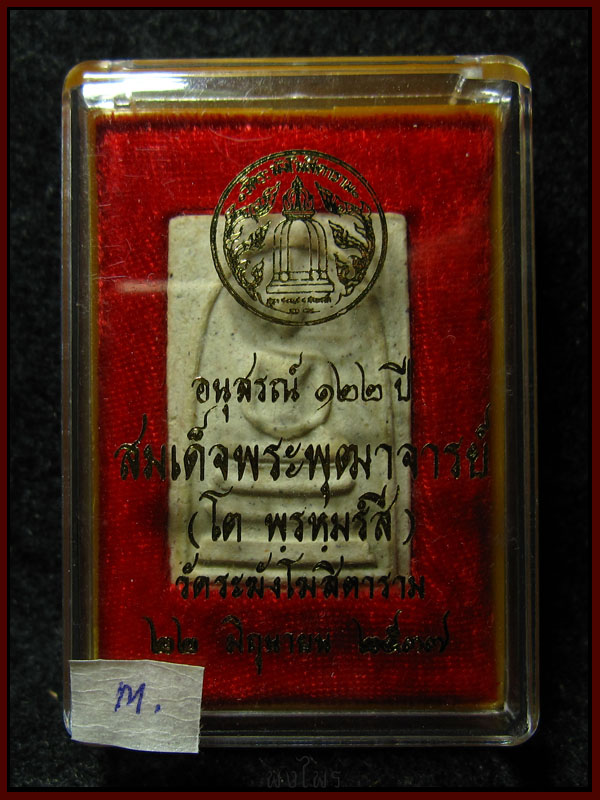 อนุสรณ์ ๑๒๒ ปี
สมเด็จพระพุฒาจารย์
(โต พฺรหฺมรํสี)
วัดระฆังโฆสิตาราม
๒๒ มิถุนายน ๒๕๓๗
ต.